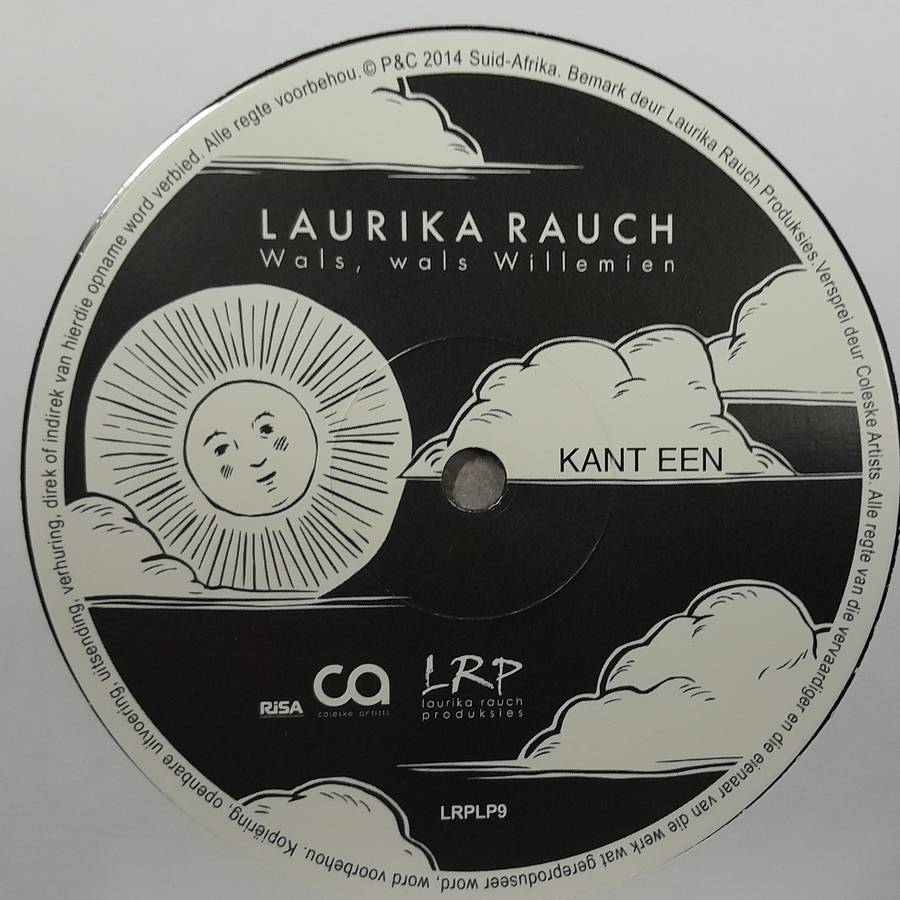 © P&C 2014 Suid-Afrika. Bemark deur Laurika Rauch Produksies. Versprei deur Coleske Artists. Alle regte van die vervaardiger en die eienaar van die werk wat gereproduseer word, word voorbehou. Kopiëring, openbare uitvoering, uitsending, verhuring, direk of indirek van hierdie opname word verbied. Alle regte voorbehou.
LAURIKA RAUCH
Wals, wals Willemien
KANT EEN
RiSA
ca
coleske artists
LRP
laurika rauch
produksies
LRPLP9